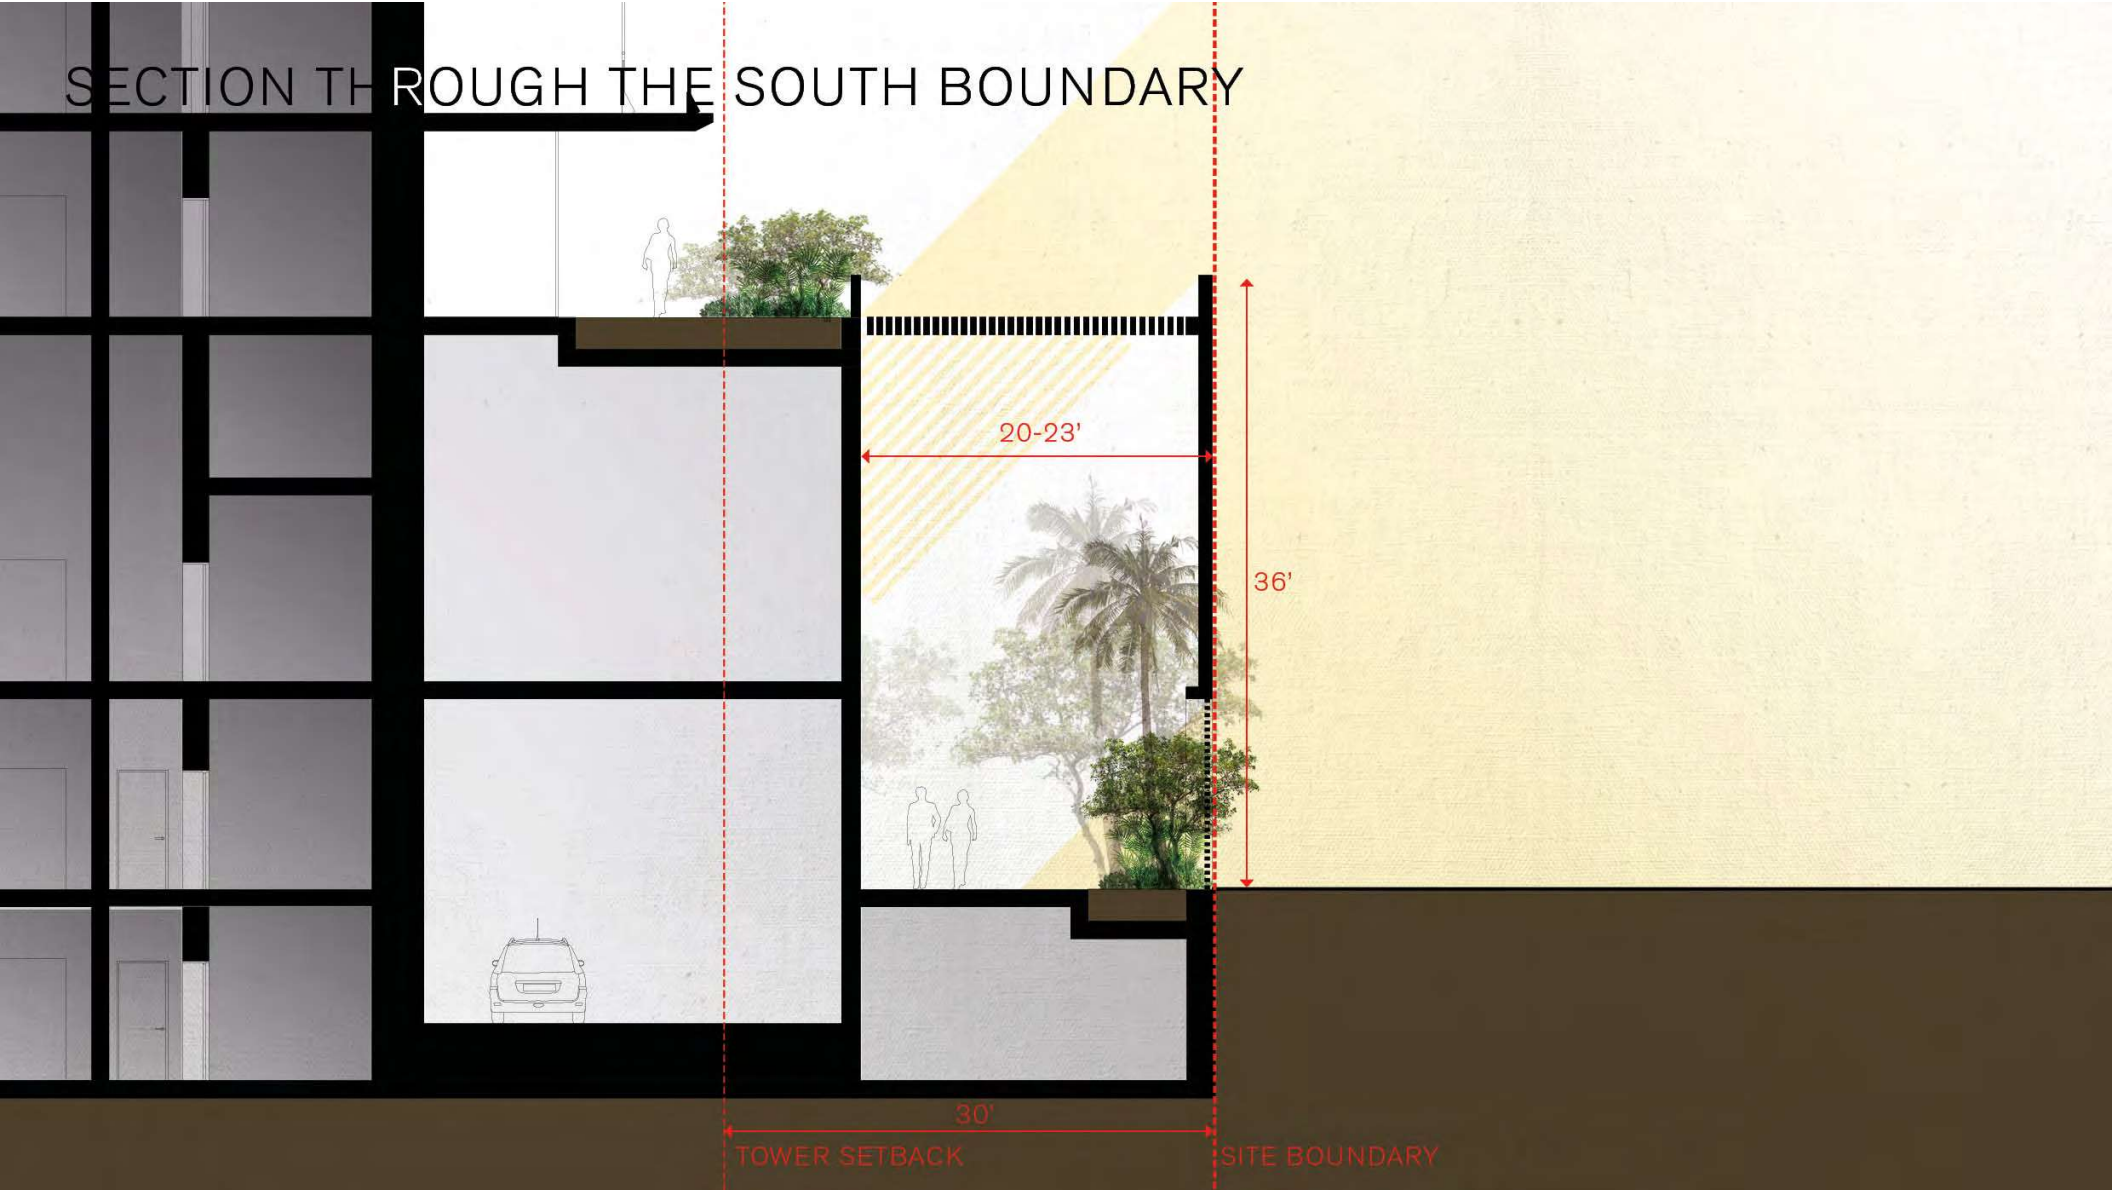 SECTION THROUGH THE SOUTH BOUNDARY
20-23'
36'
30'
TOWER SETBACK
SITE BOUNDARY